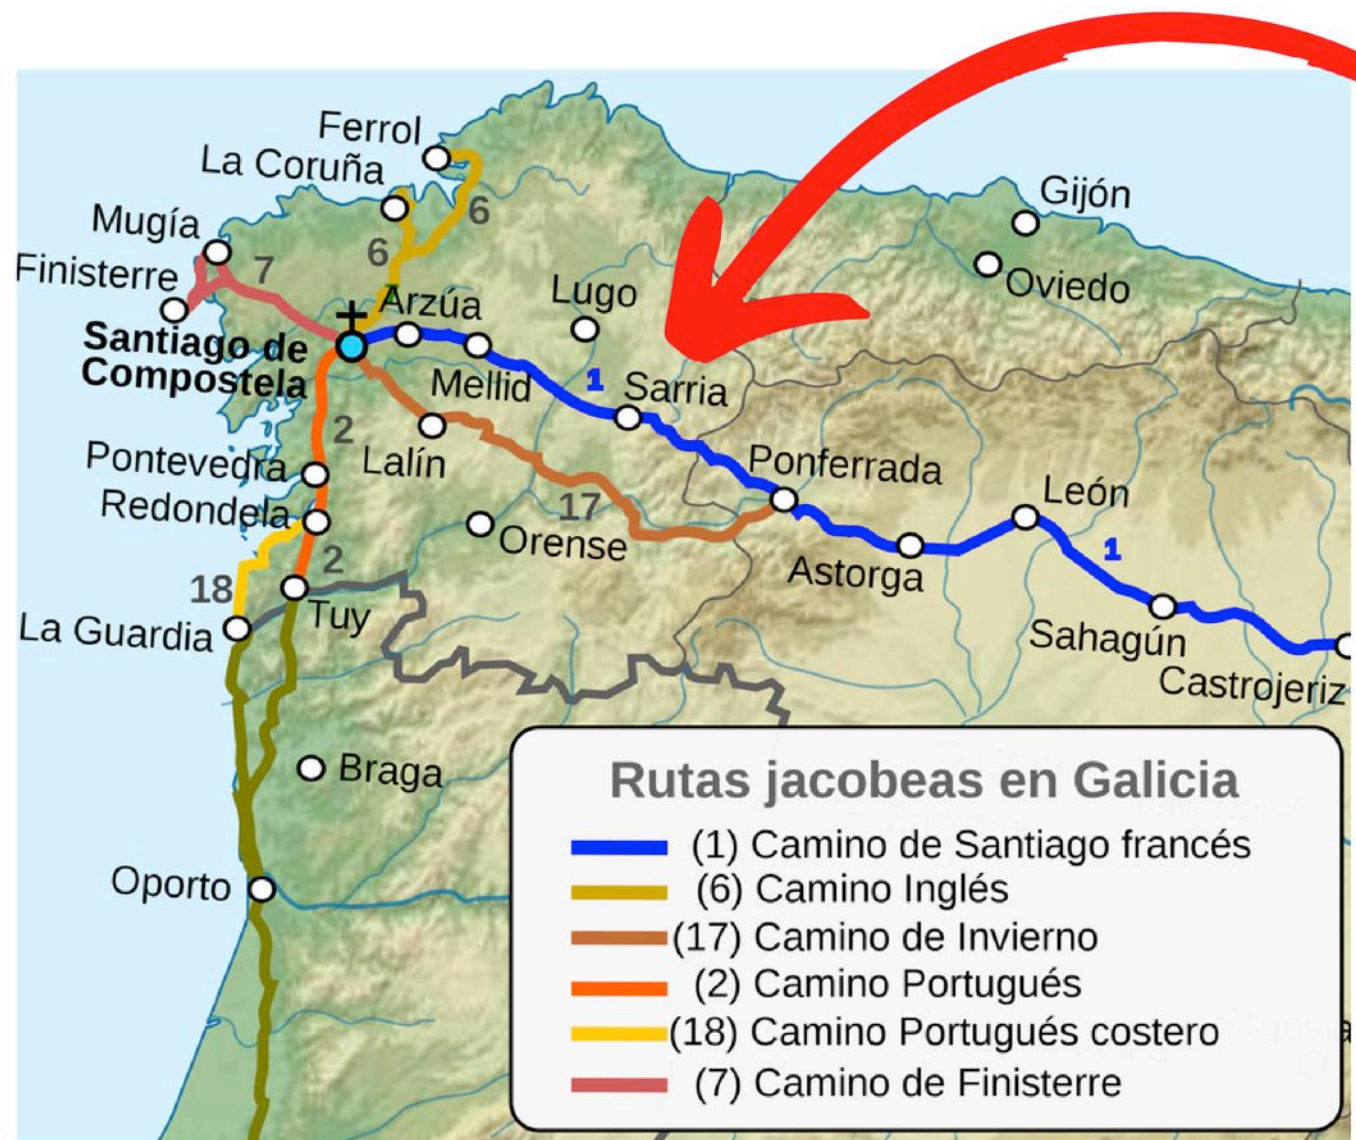 Ferrol
La Coruña
Gijón
6
Mugía
6
7
Oviedo
Finisterre
Arzúa
Lugo
Santiago de
Compostela
Mellid
1
Sarria
2
Pontevedra
Lalín
Ponferrada
León
Redondela
17
Orense
1
2
Astorga
18
Tuy
La Guardia
Sahagún
Castrojeriz
Braga
Oporto
Rutas jacobeas en Galicia
(1) Camino de Santiago francés
(6) Camino Inglés
(17) Camino de Invierno
(2) Camino Portugués
(18) Camino Portugués costero
(7) Camino de Finisterre